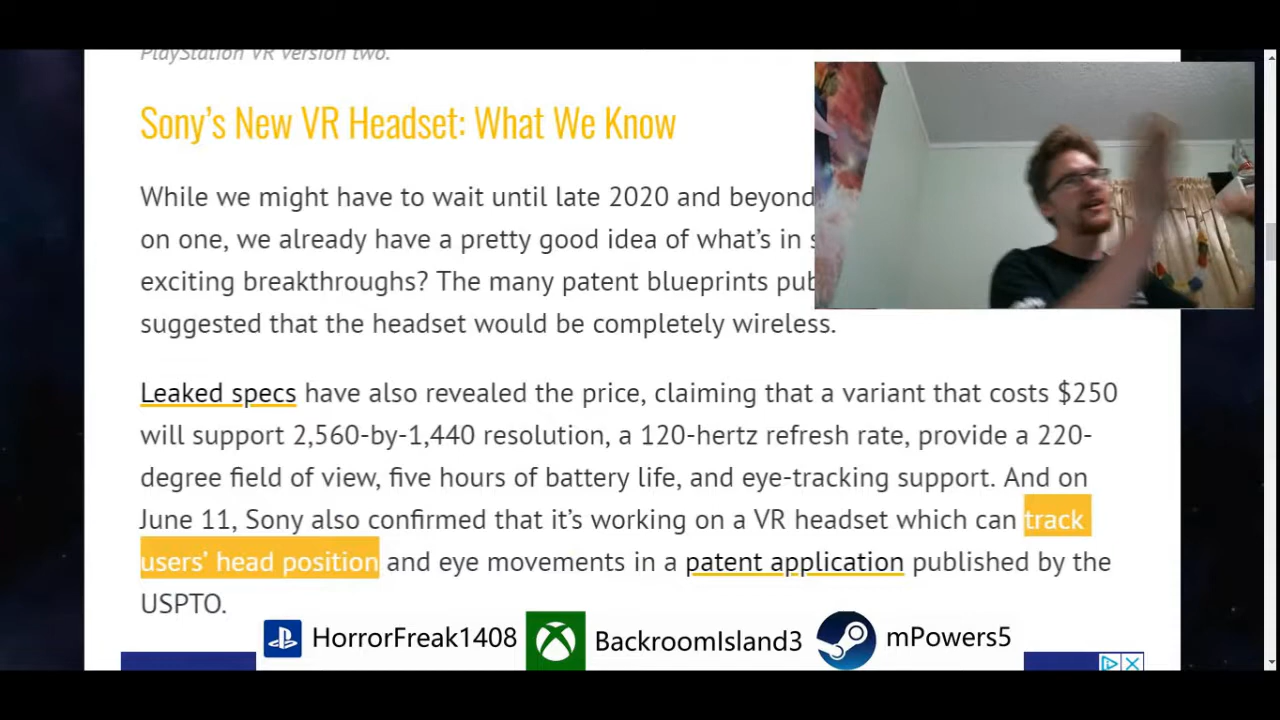 PlayStation VR version two.
Sony's New VR Headset: What We Know
While we might have to wait until late 2020 and beyond
on one, we already have a pretty good idea of what's in
exciting breakthroughs? The many patent blueprints
suggested that the headset would be completely wireless.
Leaked specs have also revealed the price, claiming that a variant that costs $250
will support 2,560-by-1,440 resolution, a 120-hertz refresh rate, provide a 220-
degree field of view, five hours of battery life, and eye-tracking support. And on
June 11, Sony also confirmed that it's working on a VR headset which can track
users' head position and eye movements in a patent application published by the
USPTO.
HorrorFreak1408 BackroomIsland3 mPowers5